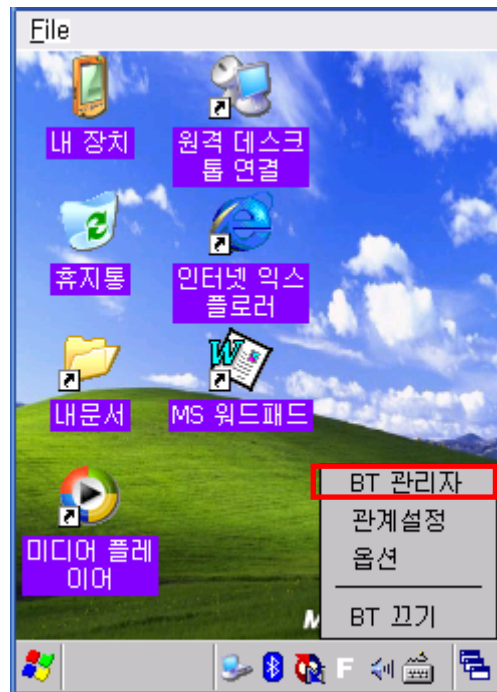 File
내 장치
원격 데스크
톱 연결
휴지통
인터넷 익스
플로러
내문서
MS 워드패드
미디어 플레
이어
BT 관리자
관계설정
옵션
M
BT 끄기
F